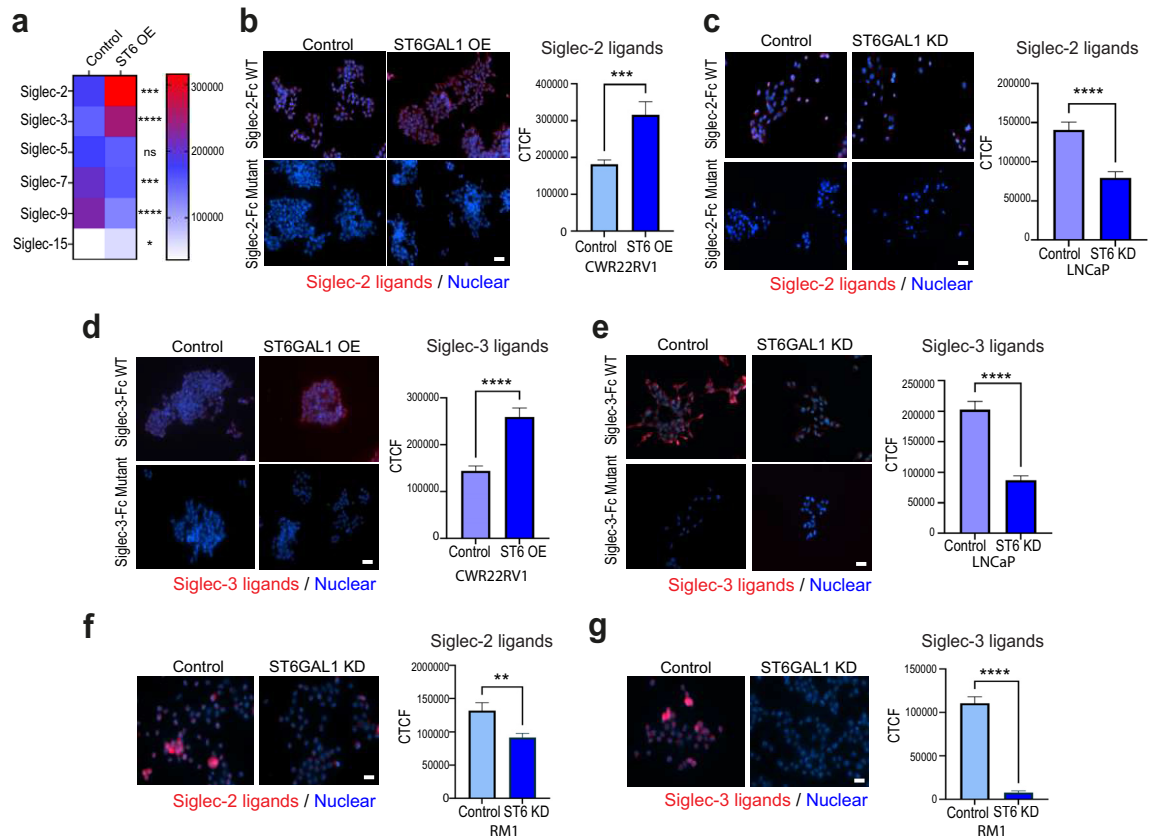 a
Control
ST6 OE
Siglec-2
***
Siglec-3
****
Siglec-5
ns
Siglec-7
***
Siglec-9
****
Siglec-15
*
300000
200000
100000
b
Control
ST6GAL1 OE
Siglec-2-Fc WT
Siglec-2-Fc Mutant
Siglec-2 ligands / Nuclear
Siglec-2 ligands
CTCF
400000
300000
200000
100000
0
***
Control
ST6 OE
CWR22RV1
c
Control
ST6GAL1 KD
Siglec-2-Fc WT
Siglec-2-Fc Mutant
Siglec-2 ligands / Nuclear
Siglec-2 ligands
CTCF
200000
150000
100000
50000
0
****
Control
ST6 KD
LNCaP
d
Control
ST6GAL1 OE
Siglec-3-Fc WT
Siglec-3-Fc Mutant
Siglec-3 ligands / Nuclear
Siglec-3 ligands
CTCF
300000
200000
100000
0
****
Control
ST6 OE
CWR22RV1
e
Control
ST6GAL1 KD
Siglec-3-Fc WT
Siglec-3-Fc Mutant
Siglec-3 ligands / Nuclear
Siglec-3 ligands
CTCF
250000
200000
150000
100000
50000
0
****
Control
ST6 KD
LNCaP
f
Control
ST6GAL1 KD
Siglec-2 ligands / Nuclear
Siglec-2 ligands
CTCF
2000000
150000
100000
50000
0
**
Control
ST6 KD
RM1
g
Control
ST6GAL1 KD
Siglec-3 ligands / Nuclear
Siglec-3 ligands
CTCF
150000
100000
50000
0
****
Control
ST6 KD
RM1